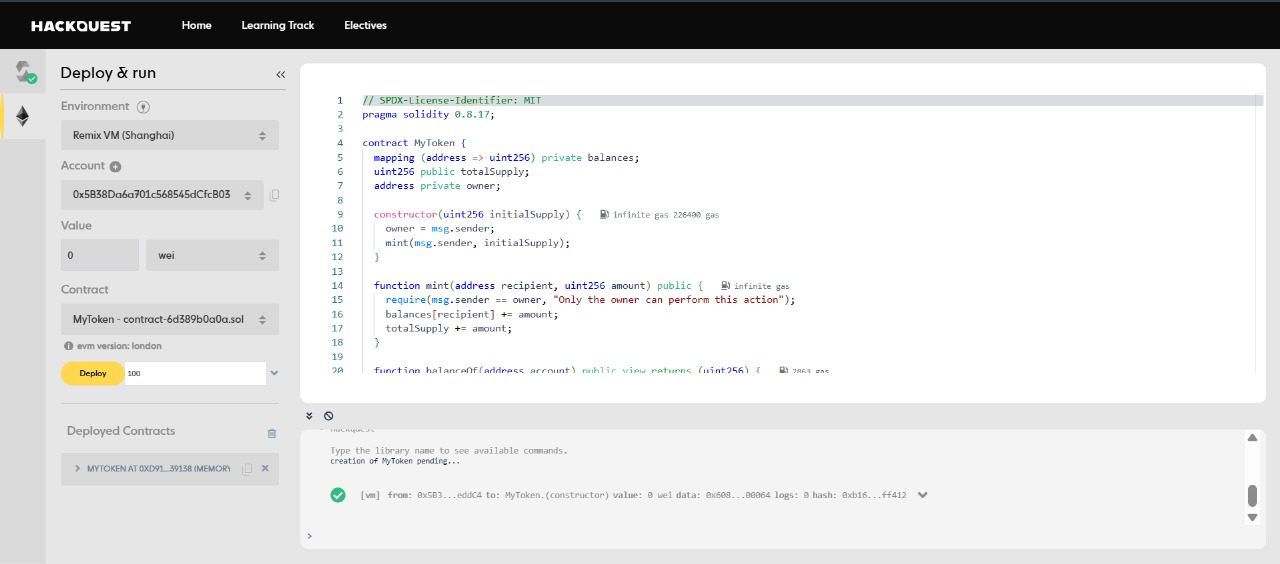 HACKQUEST
Home
Learning Track
Electives
Deploy & run
«
Environment
Remix VM (Shanghai)
Account
0x5B38Da6a701c568545dCfcB03
Value
0
wei
Contract
MyToken - contract-6d389b0a0a.sol
evm version: london
Deploy
100
Deployed Contracts
MYTOKEN AT 0XD91...39138 (MEMORY
1 // SPDX-License-Identifier: MIT
2 pragma solidity 0.8.17;
3
4 contract MyToken {
5 mapping (address => uint256) private balances;
6 uint256 public totalSupply;
7 address private owner;
8
9 constructor(uint256 initialSupply) { infinite gas 226400 gas
10 owner = msg.sender;
11 mint(msg.sender, initialSupply);
12 }
13
14 function mint(address recipient, uint256 amount) public { infinite gas
15 require(msg.sender == owner, "Only the owner can perform this action");
16 balances[recipient] += amount;
17 totalSupply += amount;
18 }
19
20 function balanceOf(address account) public view returns (uint256) { 2863 gas
hackquest
Type the library name to see available commands.
creation of MyToken pending...
[vm] from: 0x5B3...eddC4 to: MyToken.(constructor) value: 0 wei data: 0x608...00064 logs: 0 hash: 0xb16...ff412
>